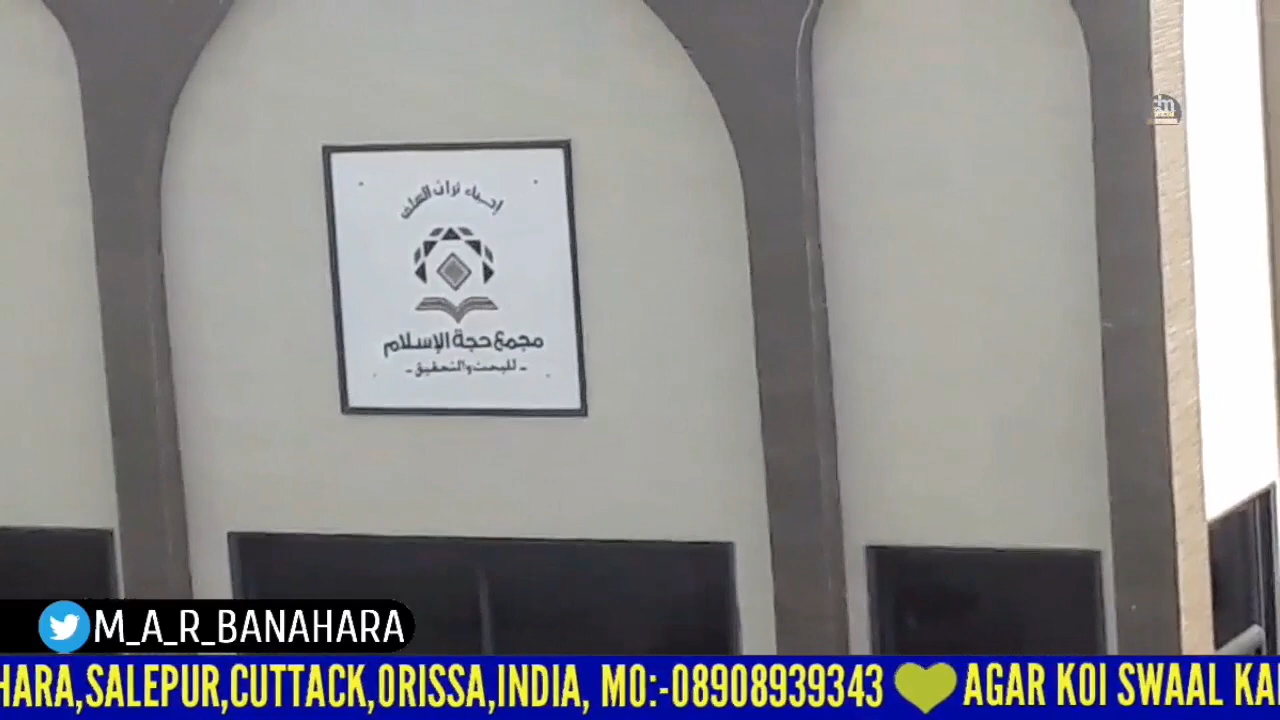 إحياء تراث السلف
مجمع حجة الإسلام
- للبحث والتحقيق -
M_A_R_BANAHARA
HARA,SALEPUR,CUTTACK,ORISSA,INDIA, MO:-08908939343 💛 AGAR KOI SWAAL KA